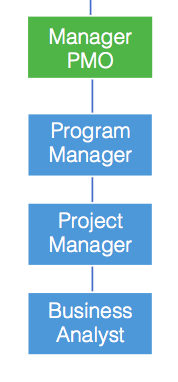 Manager
PMO
Program
Manager
Project
Manager
Business
Analyst